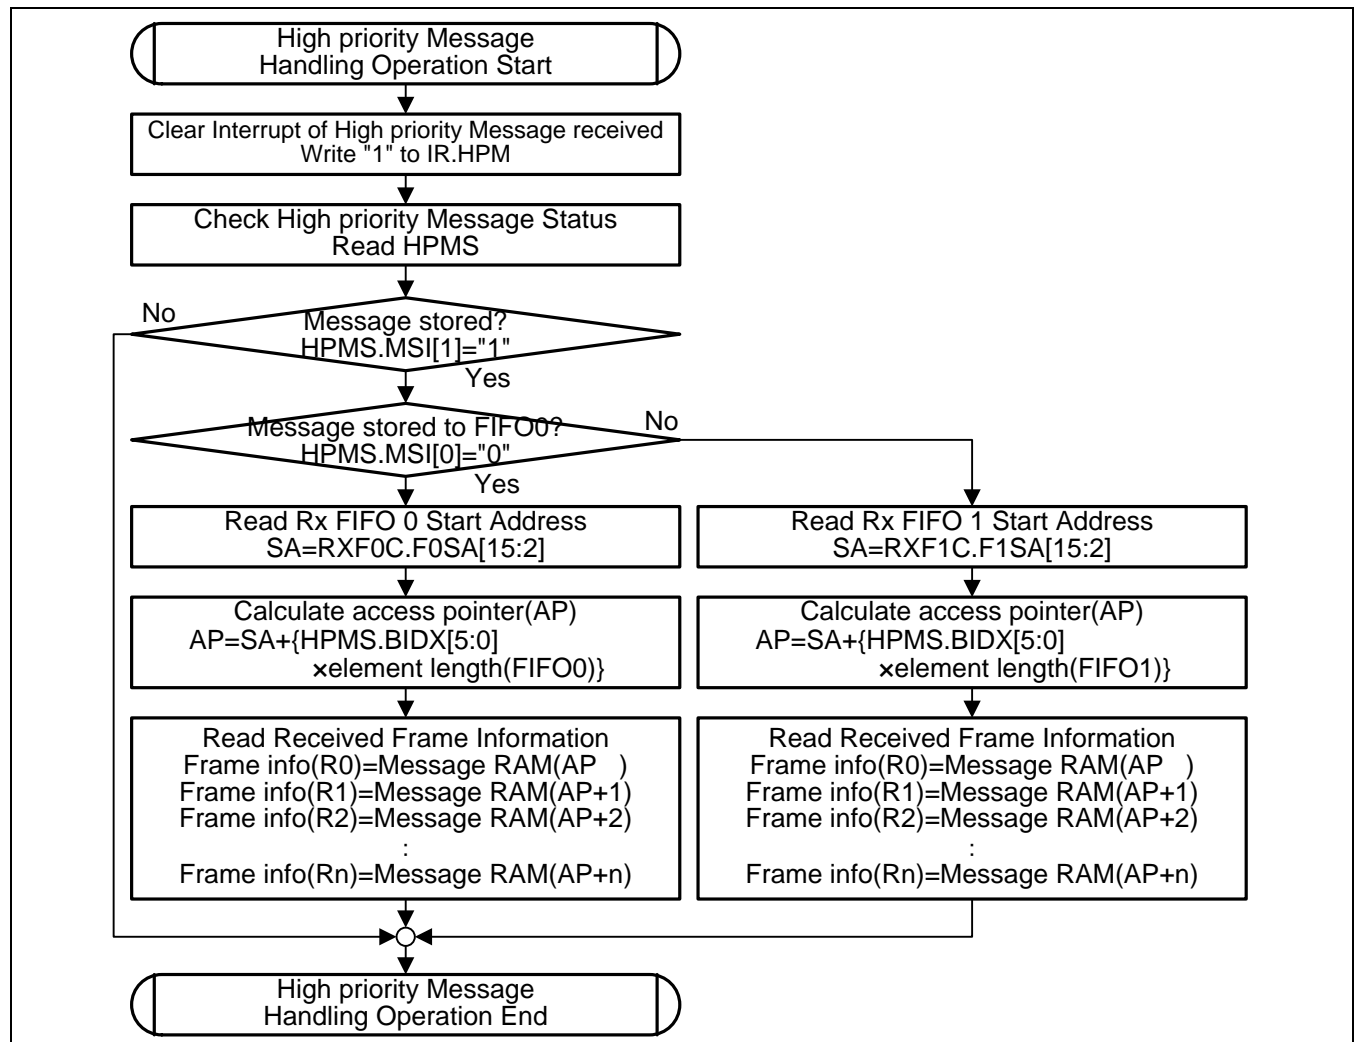 High priority Message
Handling Operation Start
Clear Interrupt of High priority Message received
Write "1" to IR.HPM
Check High priority Message Status
Read HPMS
No
Message stored?
HPMS.MSI[1]="1"
Yes
Message stored to FIFO0?
HPMS.MSI[0]="0"
No
Yes
Read Rx FIFO 0 Start Address
SA=RXF0C.F0SA[15:2]
Calculate access pointer(AP)
AP=SA+{HPMS.BIDX[5:0]
×element length(FIFO0)}
Read Received Frame Information
Frame info(R0)=Message RAM(AP   )
Frame info(R1)=Message RAM(AP+1)
Frame info(R2)=Message RAM(AP+2)
:
Frame info(Rn)=Message RAM(AP+n)
Read Rx FIFO 1 Start Address
SA=RXF1C.F1SA[15:2]
Calculate access pointer(AP)
AP=SA+{HPMS.BIDX[5:0]
×element length(FIFO1)}
Read Received Frame Information
Frame info(R0)=Message RAM(AP   )
Frame info(R1)=Message RAM(AP+1)
Frame info(R2)=Message RAM(AP+2)
:
Frame info(Rn)=Message RAM(AP+n)
High priority Message
Handling Operation End